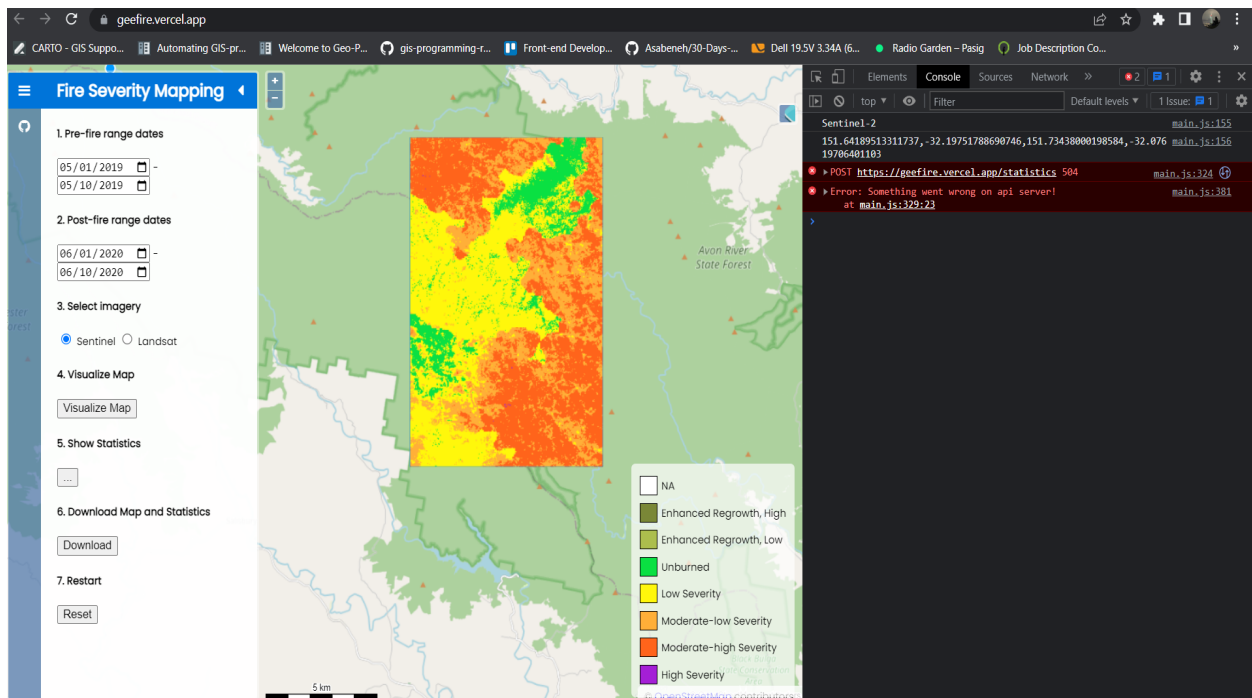 geefire.vercel.app
CARTO - GIS Suppo...
Automating GIS-pr...
Welcome to Geo-P...
gis-programming-r...
Front-end Develop...
Asabeneh/30-Days-...
Dell 19.5V 3.34A (6...
Radio Garden – Pasig
Job Description Co...
»
Fire Severity Mapping
1. Pre-fire range dates
05/01/2019 -
05/10/2019
2. Post-fire range dates
06/01/2020 -
06/10/2020
3. Select imagery
Sentinel Landsat
4. Visualize Map
Visualize Map
5. Show Statistics
...
6. Download Map and Statistics
Download
7. Restart
Reset
+
−
Avon River
State Forest
NA
Enhanced Regrowth, High
Enhanced Regrowth, Low
Unburned
Low Severity
Moderate-low Severity
Moderate-high Severity
High Severity
5 km
© OpenStreetMap contributors
Elements Console Sources Network » 2 1
top Filter Default levels 1 Issue: 1
Sentinel-2 main.js:155
151.64189513311737,-32.19751788690746,151.73438000198584,-32.076 main.js:156
19706401103
POST https://geefire.vercel.app/statistics 504 main.js:324
Error: Something went wrong on api server! main.js:381
at main.js:329:23